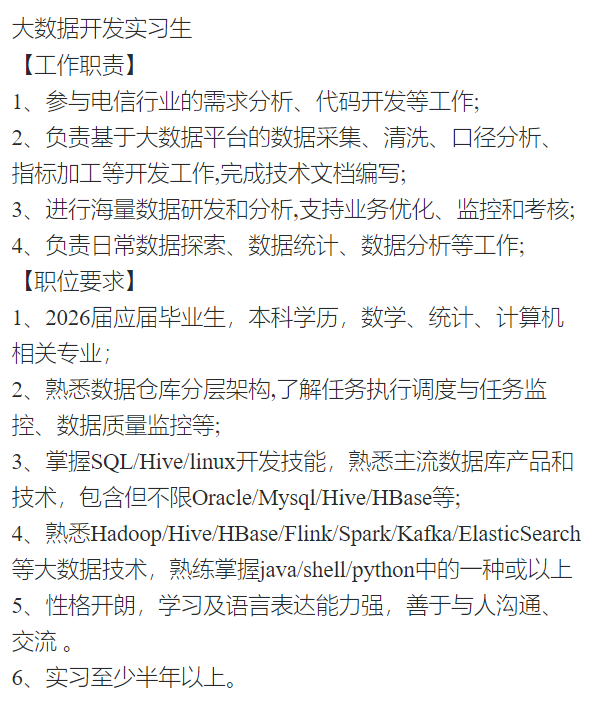 大数据开发实习生
【工作职责】
1、参与电信行业的需求分析、代码开发等工作;
2、负责基于大数据平台的数据采集、清洗、口径分析、
指标加工等开发工作,完成技术文档编写;
3、进行海量数据研发和分析,支持业务优化、监控和考核;
4、负责日常数据探索、数据统计、数据分析等工作;
【职位要求】
1、2026届应届毕业生，本科学历，数学、统计、计算机
相关专业；
2、熟悉数据仓库分层架构,了解任务执行调度与任务监
控、数据质量监控等;
3、掌握SQL/Hive/linux开发技能，熟悉主流数据库产品和
技术，包含但不限Oracle/Mysql/Hive/HBase等;
4、熟悉Hadoop/Hive/HBase/Flink/Spark/Kafka/ElasticSearch
等大数据技术，熟练掌握java/shell/python中的一种或以上
5、性格开朗，学习及语言表达能力强，善于与人沟通、
交流 。
6、实习至少半年以上。